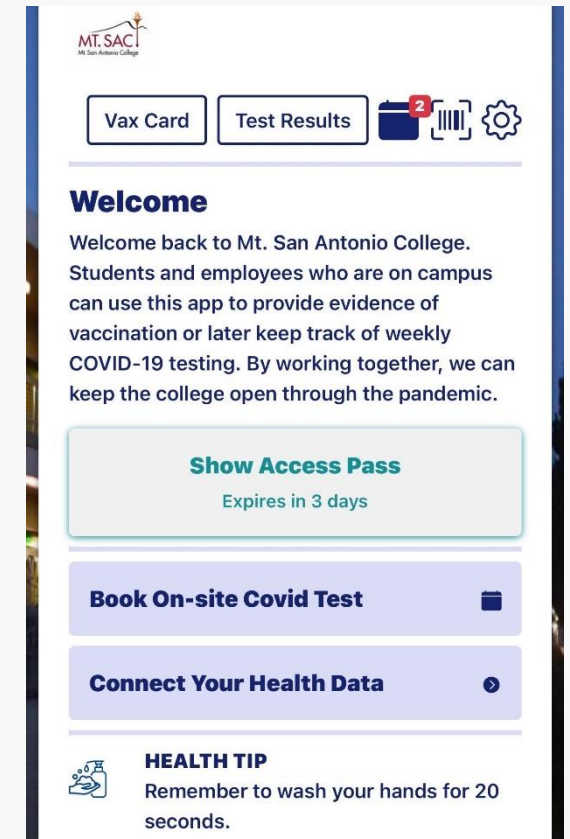 MT. SAC
Mt. San Antonio College
Vax Card
Test Results
2
Welcome
Welcome back to Mt. San Antonio College.
Students and employees who are on campus
can use this app to provide evidence of
vaccination or later keep track of weekly
COVID-19 testing. By working together, we can
keep the college open through the pandemic.
Show Access Pass
Expires in 3 days
Book On-site Covid Test
Connect Your Health Data
HEALTH TIP
Remember to wash your hands for 20
seconds.